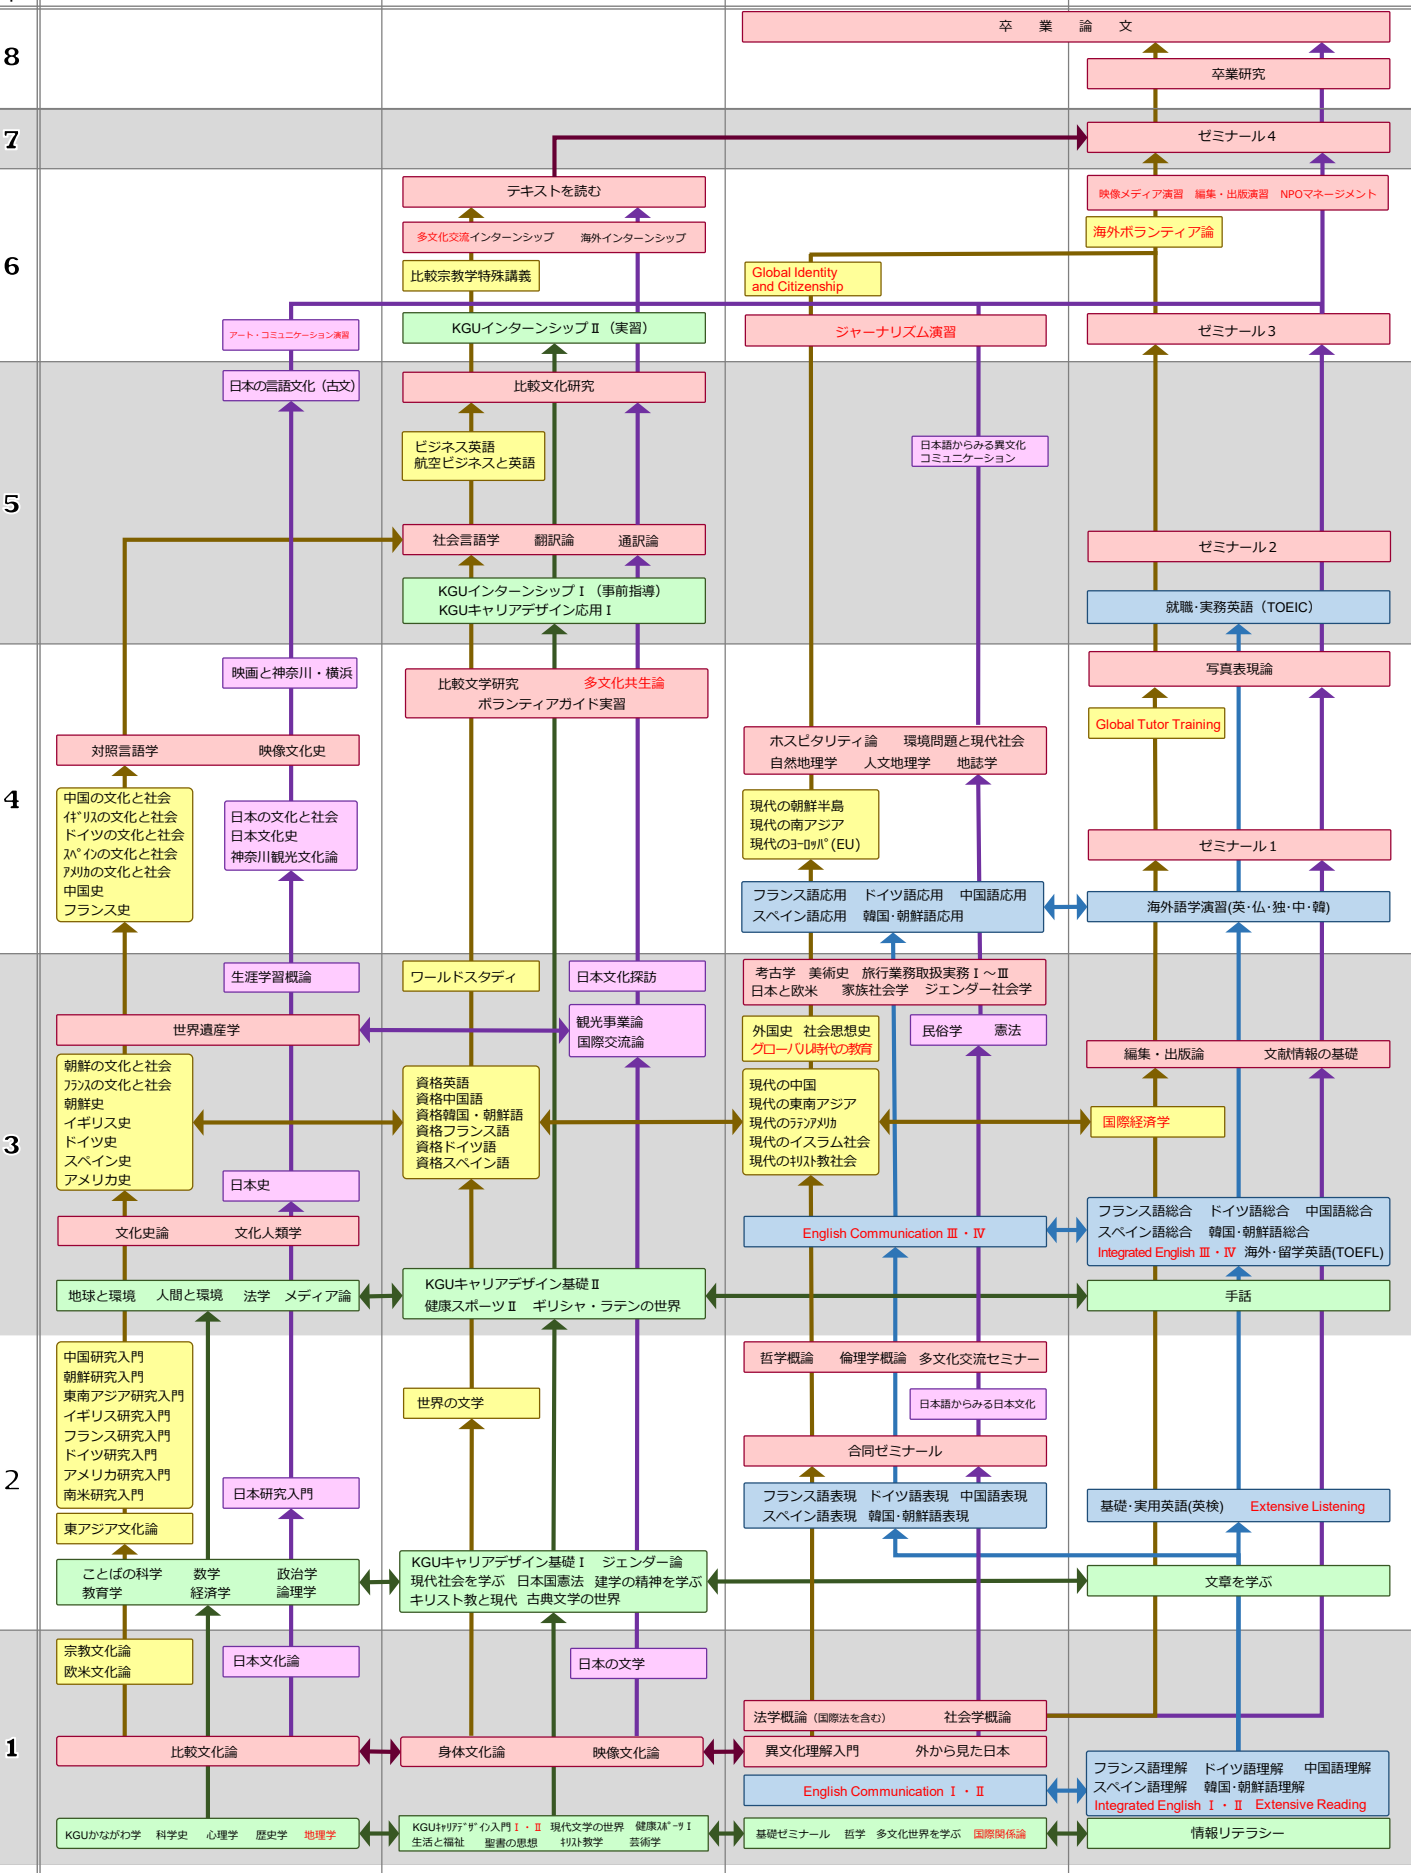 8
卒 業 論 文
卒業研究
7
ゼミナール４
テキストを読む
映像メディア演習 編集・出版演習 NPOマネージメント
多文化交流インターンシップ 海外インターンシップ
海外ボランティア論
6
比較宗教学特殊講義
Global Identity
and Citizenship
アート・コミュニケーション演習
KGUインターンシップⅡ（実習）
ジャーナリズム演習
ゼミナール３
日本の言語文化（古文）
比較文化研究
ビジネス英語
航空ビジネスと英語
日本語からみる異文化
コミュニケーション
5
社会言語学 翻訳論 通訳論
ゼミナール２
KGUインターンシップⅠ（事前指導）
KGUキャリアデザイン応用Ⅰ
就職･実務英語（TOEIC）
映画と神奈川・横浜
比較文学研究 多文化共生論
ボランティアガイド実習
写真表現論
Global Tutor Training
対照言語学 映像文化史
ホスピタリティ論 環境問題と現代社会
自然地理学 人文地理学 地誌学
4
中国の文化と社会
ｲｷﾞﾘｽの文化と社会
ドイツの文化と社会
ｽﾍﾟｲﾝの文化と社会
ｱﾒﾘｶの文化と社会
中国史
フランス史
日本の文化と社会
日本文化史
神奈川観光文化論
現代の朝鮮半島
現代の南アジア
現代のﾖｰﾛｯﾊﾟ(EU)
ゼミナール１
フランス語応用 ドイツ語応用 中国語応用
スペイン語応用 韓国･朝鮮語応用
海外語学演習(英･仏･独･中･韓)
生涯学習概論
ワールドスタディ
日本文化探訪
考古学 美術史 旅行業務取扱実務Ⅰ～Ⅲ
日本と欧米 家族社会学 ジェンダー社会学
世界遺産学
観光事業論
国際交流論
外国史 社会思想史
グローバル時代の教育
民俗学 憲法
編集・出版論 文献情報の基礎
3
朝鮮の文化と社会
ﾌﾗﾝｽの文化と社会
朝鮮史
イギリス史
ドイツ史
スペイン史
アメリカ史
資格英語
資格中国語
資格韓国・朝鮮語
資格フランス語
資格ドイツ語
資格スペイン語
現代の中国
現代の東南アジア
現代のﾗﾃﾝｱﾒﾘｶ
現代のイスラム社会
現代のｷﾘｽﾄ教社会
国際経済学
日本史
文化史論 文化人類学
English Communication Ⅲ・Ⅳ
フランス語総合 ドイツ語総合 中国語総合
スペイン語総合 韓国･朝鮮語総合
Integrated English Ⅲ・Ⅳ 海外･留学英語(TOEFL)
地球と環境 人間と環境 法学 メディア論
KGUキャリアデザイン基礎Ⅱ
健康スポーツⅡ ギリシャ・ラテンの世界
手話
2
中国研究入門
朝鮮研究入門
東南アジア研究入門
イギリス研究入門
フランス研究入門
ドイツ研究入門
アメリカ研究入門
南米研究入門
世界の文学
哲学概論 倫理学概論 多文化交流セミナー
日本語からみる日本文化
合同ゼミナール
日本研究入門
フランス語表現 ドイツ語表現 中国語表現
スペイン語表現 韓国･朝鮮語表現
基礎･実用英語(英検) Extensive Listening
東アジア文化論
ことばの科学 数学 政治学
教育学 経済学 論理学
KGUキャリアデザイン基礎Ⅰ ジェンダー論
現代社会を学ぶ 日本国憲法 建学の精神を学ぶ
キリスト教と現代 古典文学の世界
文章を学ぶ
宗教文化論
欧米文化論
日本文化論
日本の文学
法学概論（国際法を含む） 社会学概論
1
比較文化論
身体文化論 映像文化論
異文化理解入門 外から見た日本
English Communication Ⅰ・Ⅱ
フランス語理解 ドイツ語理解 中国語理解
スペイン語理解 韓国･朝鮮語理解
Integrated English Ⅰ・Ⅱ Extensive Reading
KGUかながわ学 科学史 心理学 歴史学 地理学
KGUｷｬﾘｱﾃﾞｻﾞｲﾝ入門Ⅰ・Ⅱ 現代文学の世界 健康ｽﾎﾟｰﾂⅠ
生活と福祉 聖書の思想 ｷﾘｽﾄ教学 芸術学
基礎ゼミナール 哲学 多文化世界を学ぶ 国際関係論
情報リテラシー